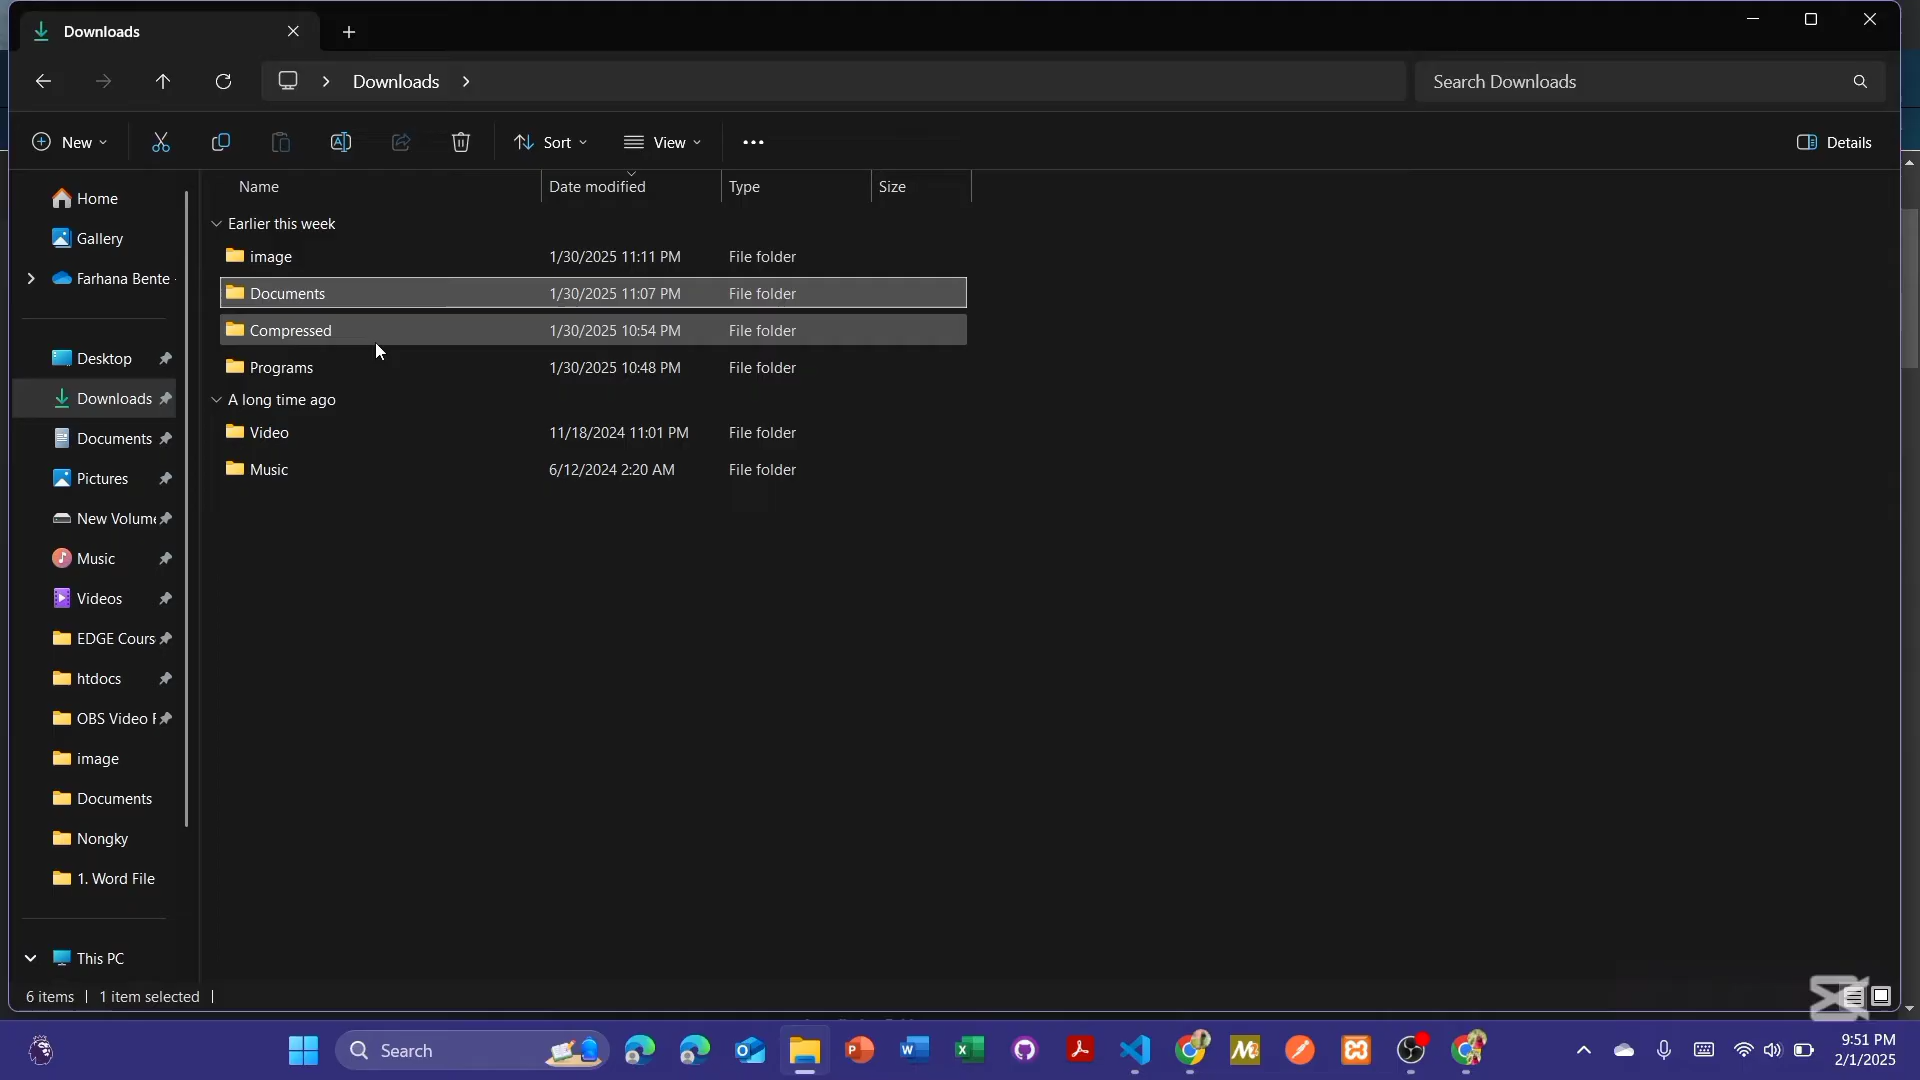 Downloads
Downloads
Search Downloads
New
Sort
View
Details
Name Date modified Type Size
Earlier this week
image 1/30/2025 11:11 PM File folder
Documents 1/30/2025 11:07 PM File folder
Compressed 1/30/2025 10:54 PM File folder
Programs 1/30/2025 10:48 PM File folder
A long time ago
Video 11/18/2024 11:01 PM File folder
Music 6/12/2024 2:20 AM File folder
Home
Gallery
Farhana Bente
Desktop
Downloads
Documents
Pictures
New Volume
Music
Videos
EDGE Cours
htdocs
OBS Video
image
Documents
Nongky
1. Word File
This PC
6 items 1 item selected
Search
9:51 PM
2/1/2025